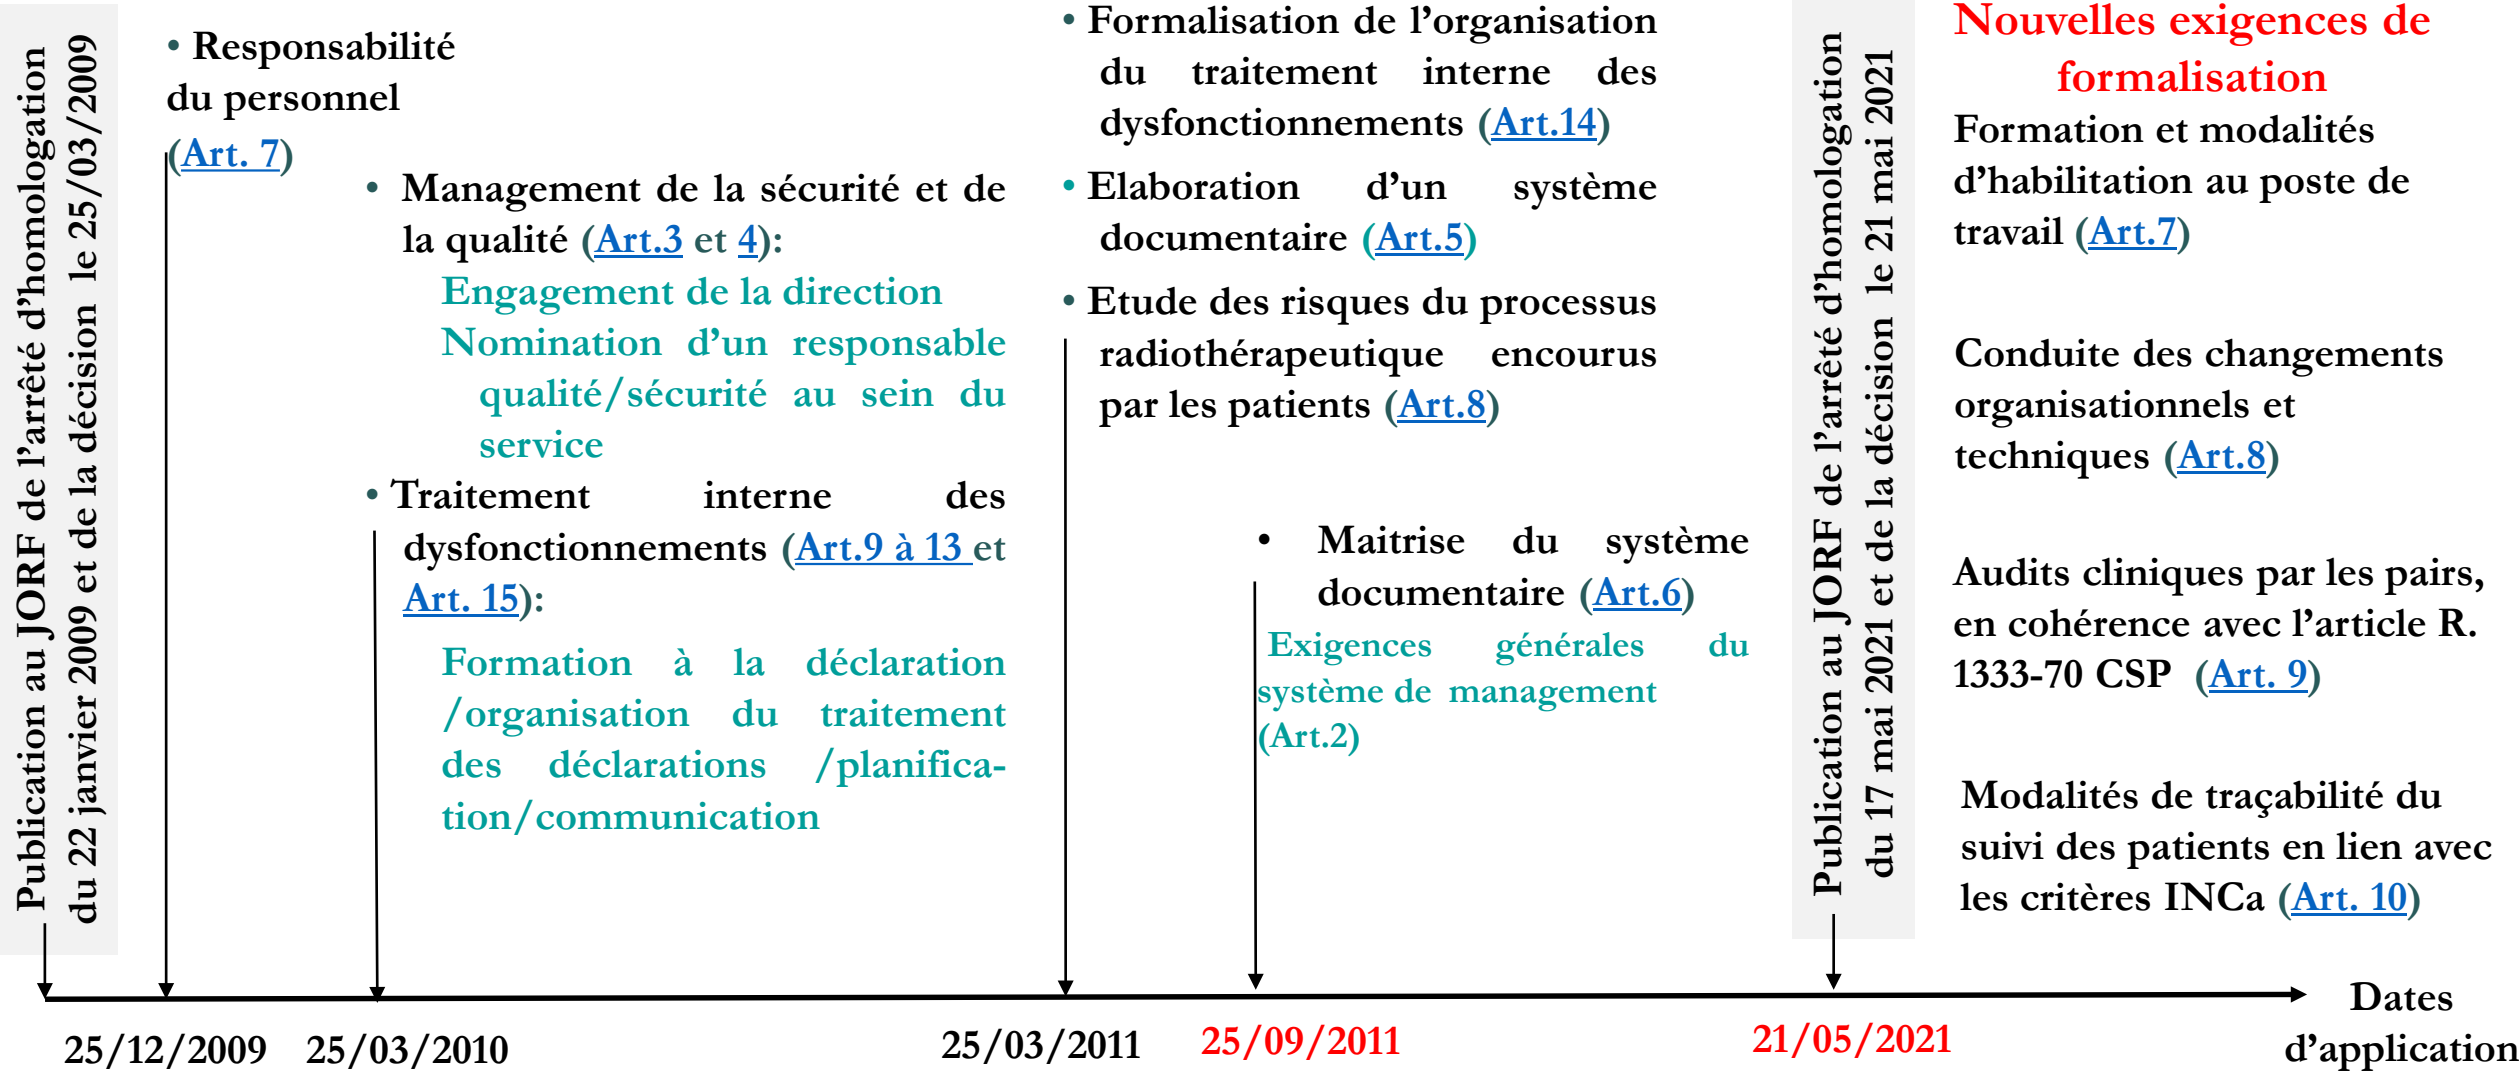 Publication au JORF de l’arrêté d’homologation
du 22 janvier 2009 et de la décision le 25/03/2009
• Responsabilité
du personnel
(Art. 7)
• Management de la sécurité et de
la qualité (Art.3 et 4):
Engagement de la direction
Nomination d’un responsable
qualité/sécurité au sein du
service
• Traitement interne des
dysfonctionnements (Art.9 à 13 et
Art. 15):
Formation à la déclaration
/organisation du traitement
des déclarations /planifica-
tion/communication
• Formalisation de l’organisation
du traitement interne des
dysfonctionnements (Art.14)
• Elaboration d’un système
documentaire (Art.5)
• Etude des risques du processus
radiothérapeutique encourus
par les patients (Art.8)
• Maitrise du système
documentaire (Art.6)
Exigences générales du
système de management
(Art.2)
Publication au JORF de l’arrêté d’homologation
du 17 mai 2021 et de la décision le 21 mai 2021
Nouvelles exigences de
formalisation
Formation et modalités
d’habilitation au poste de
travail (Art.7)
Conduite des changements
organisationnels et
techniques (Art.8)
Audits cliniques par les pairs,
en cohérence avec l’article R.
1333-70 CSP (Art. 9)
Modalités de traçabilité du
suivi des patients en lien avec
les critères INCa (Art. 10)
25/12/2009
25/03/2010
25/03/2011
25/09/2011
21/05/2021
Dates
d’application